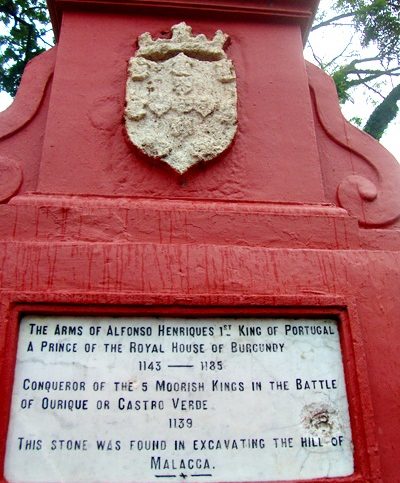 The Arms of Alfonso Henriques 1st King of Portugal
A Prince of the Royal House of Burgundy
1143 — 1185
Conqueror of the 5 Moorish Kings in the Battle
of Ourique or Castro Verde
1139
This stone was found in excavating the hill of
Malacca.